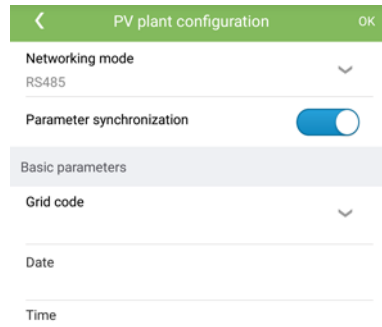 PV plant configuration OK
Networking mode
RS485
Parameter synchronization
Basic parameters
Grid code
Date
Time